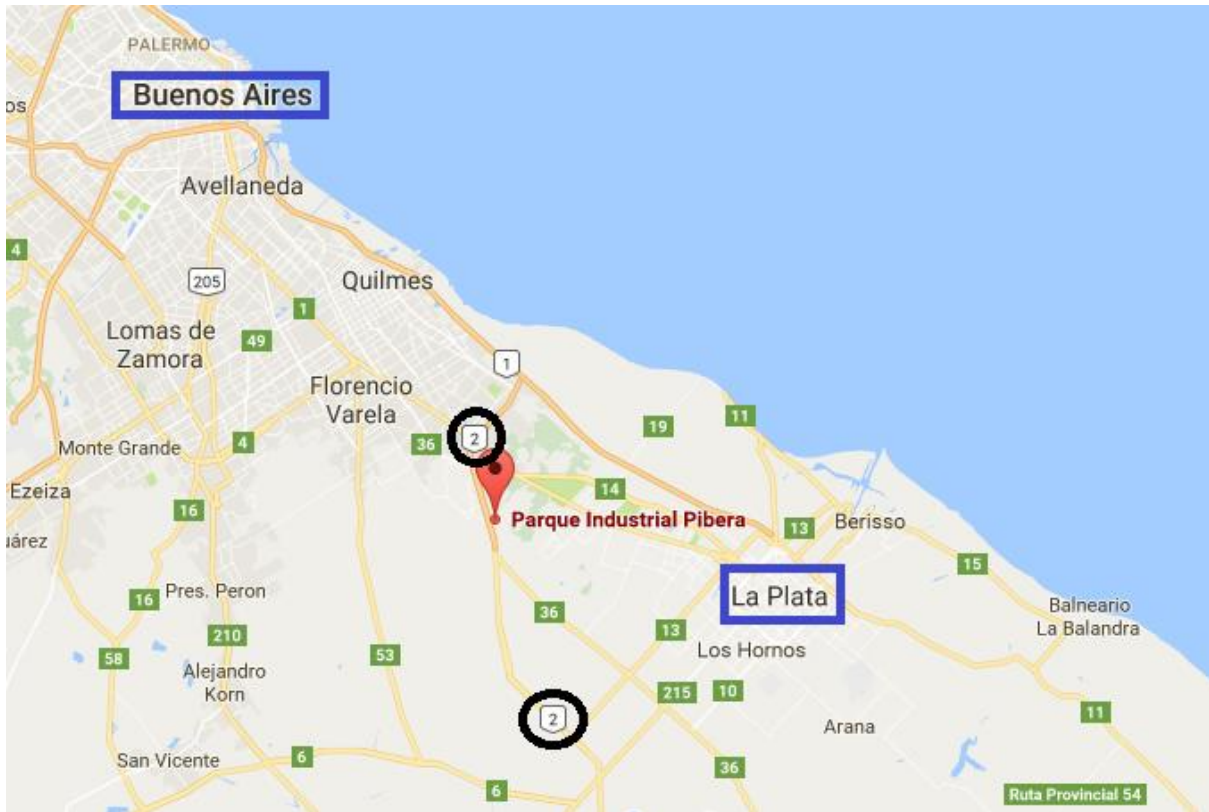 PALERMO
Buenos Aires
os
Avellaneda
4
205
Quilmes
1
Lomas de
Zamora
49
1
Florencio
Varela
11
19
36
2
Monte Grande
4
Ezeiza
14
16
Parque Industrial Pibera
13
Berisso
uárez
15
Pres. Peron
16
La Plata
36
Balneario
La Balandra
210
13
Los Hornos
58
53
Alejandro
Korn
215
10
2
Arana
11
San Vicente
6
36
6
Ruta Provincial 54